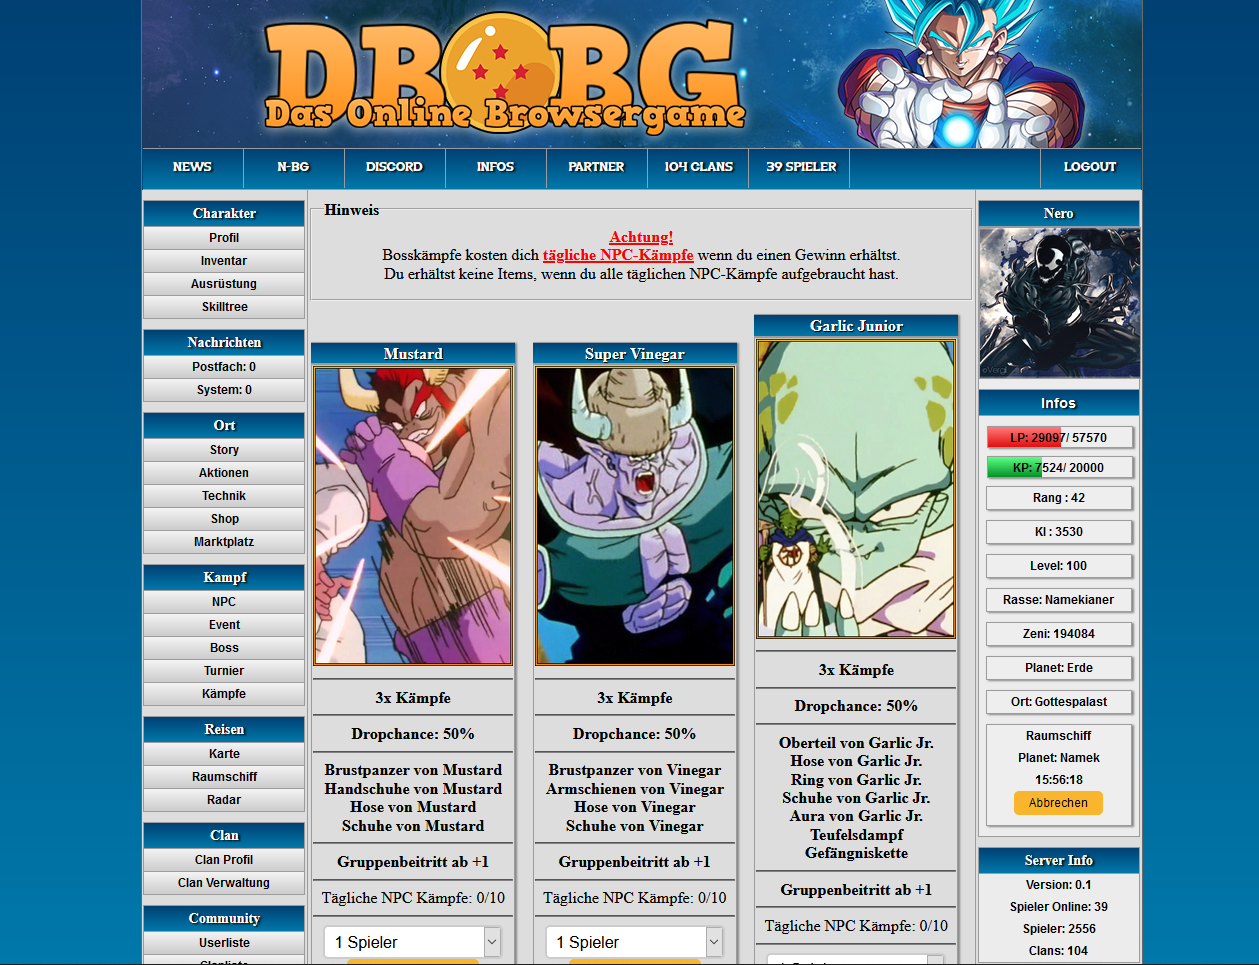 DBBG
Das Online Browsergame
NEWS
N-BG
DISCORD
INFOS
PARTNER
104 CLANS
39 SPIELER
LOGOUT
Charakter
Profil
Inventar
Ausrüstung
Skilltree
Nachrichten
Postfach: 0
System: 0
Ort
Story
Aktionen
Technik
Shop
Marktplatz
Kampf
NPC
Event
Boss
Turnier
Kämpfe
Reisen
Karte
Raumschiff
Radar
Clan
Clan Profil
Clan Verwaltung
Community
Userliste
Clanliste
Hinweis
Achtung!
Bosskämpfe kosten dich tägliche NPC-Kämpfe wenn du einen Gewinn erhältst.
Du erhältst keine Items, wenn du alle täglichen NPC-Kämpfe aufgebraucht hast.
Mustard
3x Kämpfe
Dropchance: 50%
Brustpanzer von Mustard
Handschuhe von Mustard
Hose von Mustard
Schuhe von Mustard
Gruppenbeitritt ab +1
Tägliche NPC Kämpfe: 0/10
1 Spieler
Super Vinegar
3x Kämpfe
Dropchance: 50%
Brustpanzer von Vinegar
Armschienen von Vinegar
Hose von Vinegar
Schuhe von Vinegar
Gruppenbeitritt ab +1
Tägliche NPC Kämpfe: 0/10
1 Spieler
Garlic Junior
3x Kämpfe
Dropchance: 50%
Oberteil von Garlic Jr.
Hose von Garlic Jr.
Ring von Garlic Jr.
Schuhe von Garlic Jr.
Aura von Garlic Jr.
Teufelsdampf
Gefängniskette
Gruppenbeitritt ab +1
Tägliche NPC Kämpfe: 0/10
Nero
Infos
LP: 29097/ 57570
KP: 7524/ 20000
Rang : 42
KI : 3530
Level: 100
Rasse: Namekianer
Zeni: 194084
Planet: Erde
Ort: Gottespalast
Raumschiff
Planet: Namek
15:56:18
Abbrechen
Server Info
Version: 0.1
Spieler Online: 39
Spieler: 2556
Clans: 104